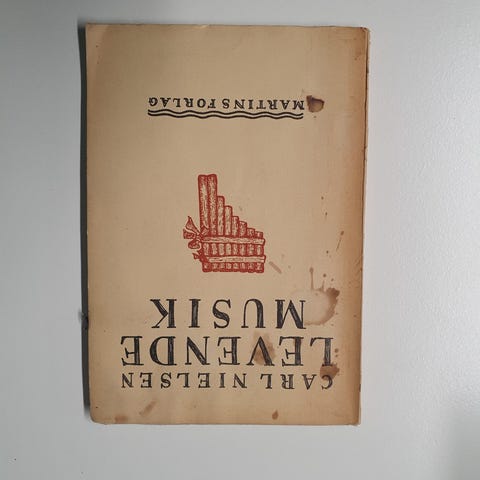 CARL NIELSEN
LEVENDE
MUSIK
MARTINS FORLAG